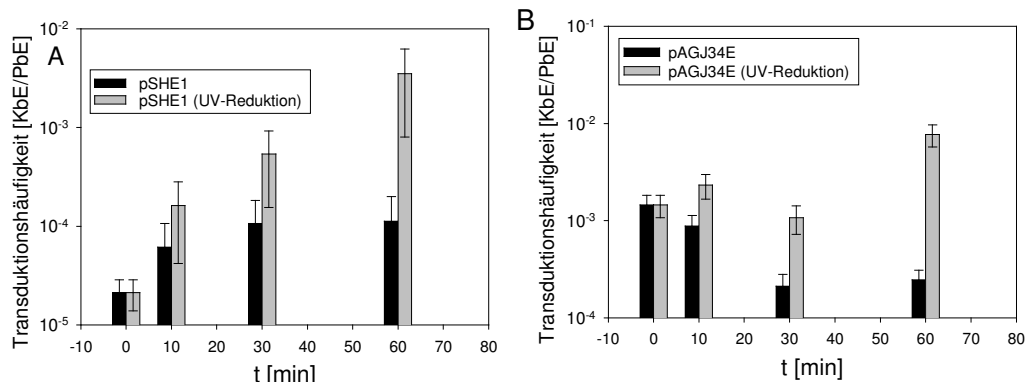 A
Transduktionshäufigkeit [KbE/PbE]
10⁻²
10⁻³
10⁻⁴
10⁻⁵
pSHE1
pSHE1 (UV-Reduktion)
-10 0 10 20 30 40 50 60 70 80
t [min]
B
Transduktionshäufigkeit [KbE/PbE]
10⁻¹
10⁻²
10⁻³
10⁻⁴
pAGJ34E
pAGJ34E (UV-Reduktion)
-10 0 10 20 30 40 50 60 70 80
t [min]